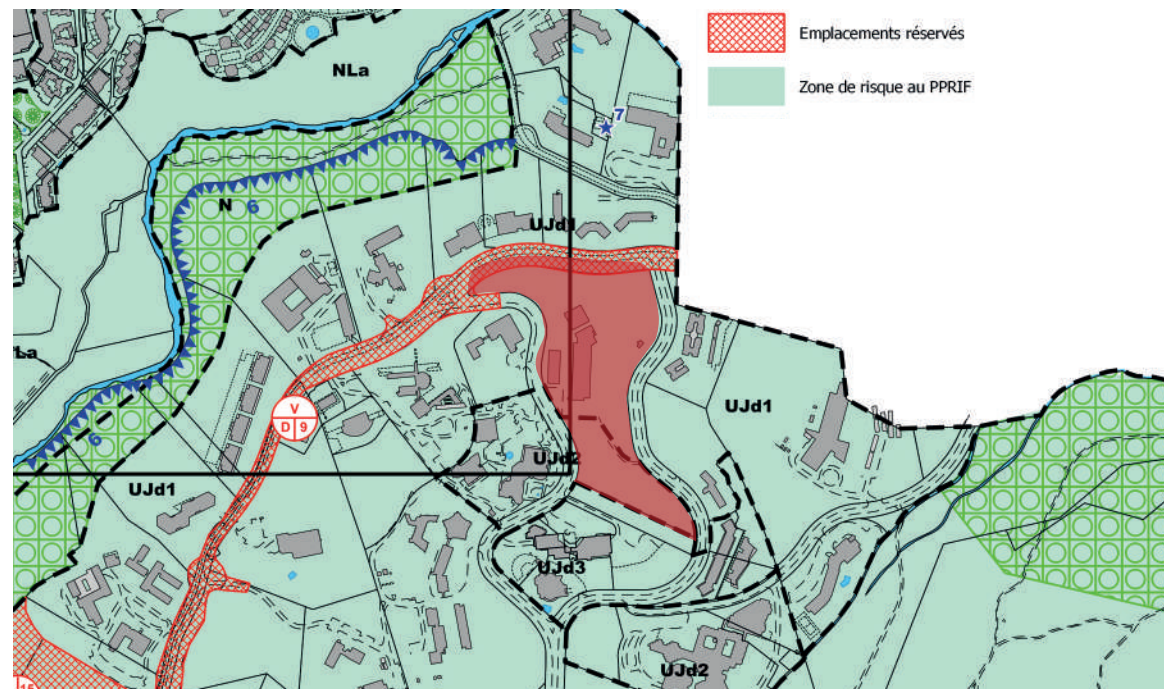 Emplacements réservés
NLa
Zone de risque au PPRIF
7
N 6
UJd1
La
UJd1
V
D 9
6
UJd2
UJd1
UJd3
UJd2
15